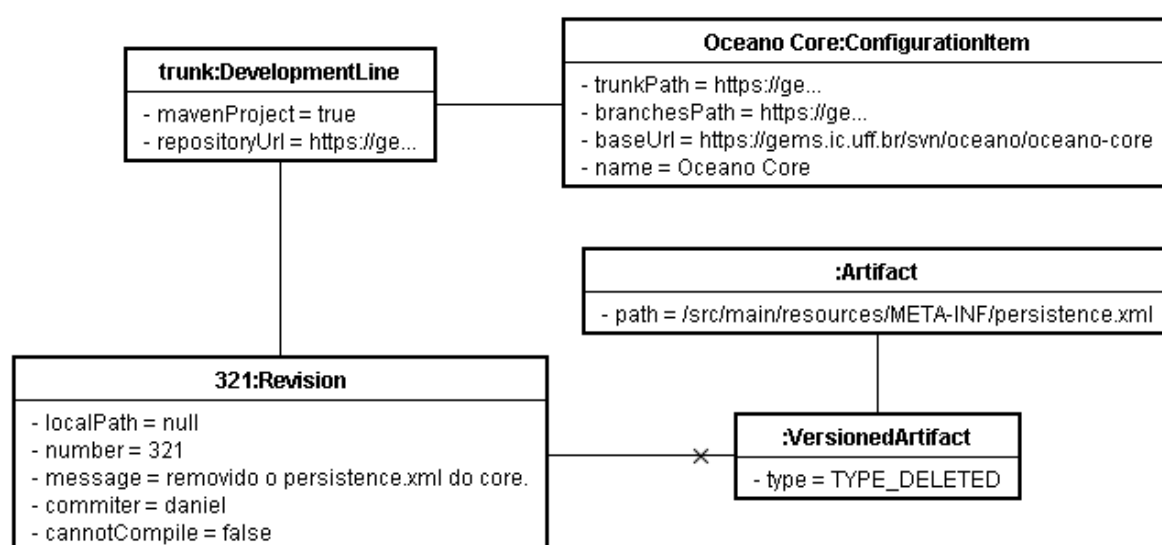 trunk:DevelopmentLine
- mavenProject = true
- repositoryUrl = https://ge...
Oceano Core:ConfigurationItem
- trunkPath = https://ge...
- branchesPath = https://ge...
- baseUrl = https://gems.ic.uff.br/svn/oceano/oceano-core
- name = Oceano Core
:Artifact
- path = /src/main/resources/META-INF/persistence.xml
321:Revision
- localPath = null
- number = 321
- message = removido o persistence.xml do core.
- commiter = daniel
- cannotCompile = false
:VersionedArtifact
- type = TYPE_DELETED